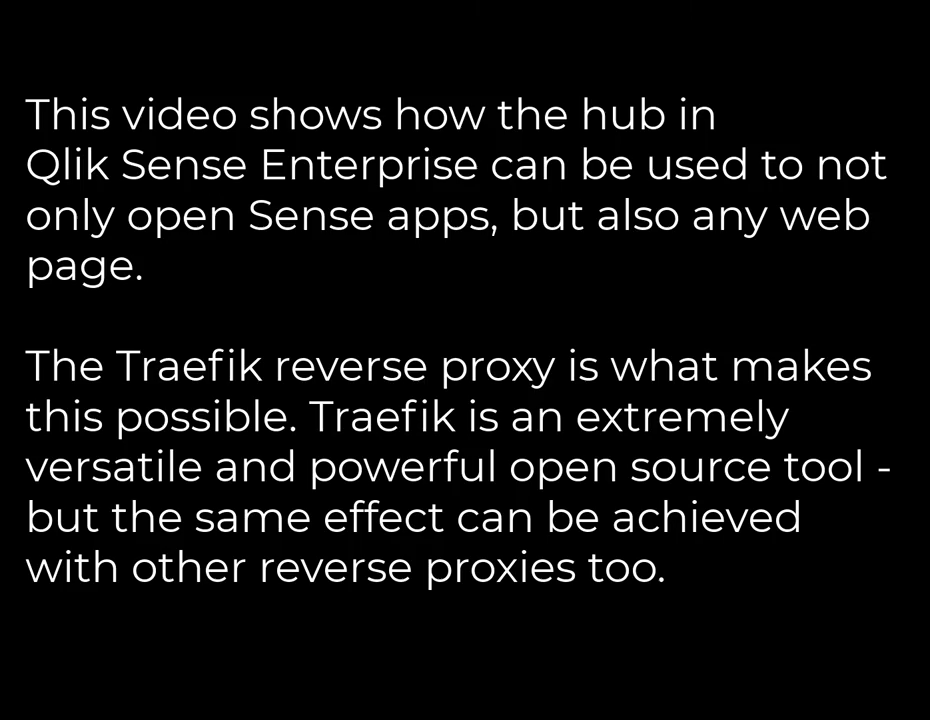 This video shows how the hub in
Qlik Sense Enterprise can be used to not
only open Sense apps, but also any web
page.
The Traefik reverse proxy is what makes
this possible. Traefik is an extremely
versatile and powerful open source tool -
but the same effect can be achieved
with other reverse proxies too.